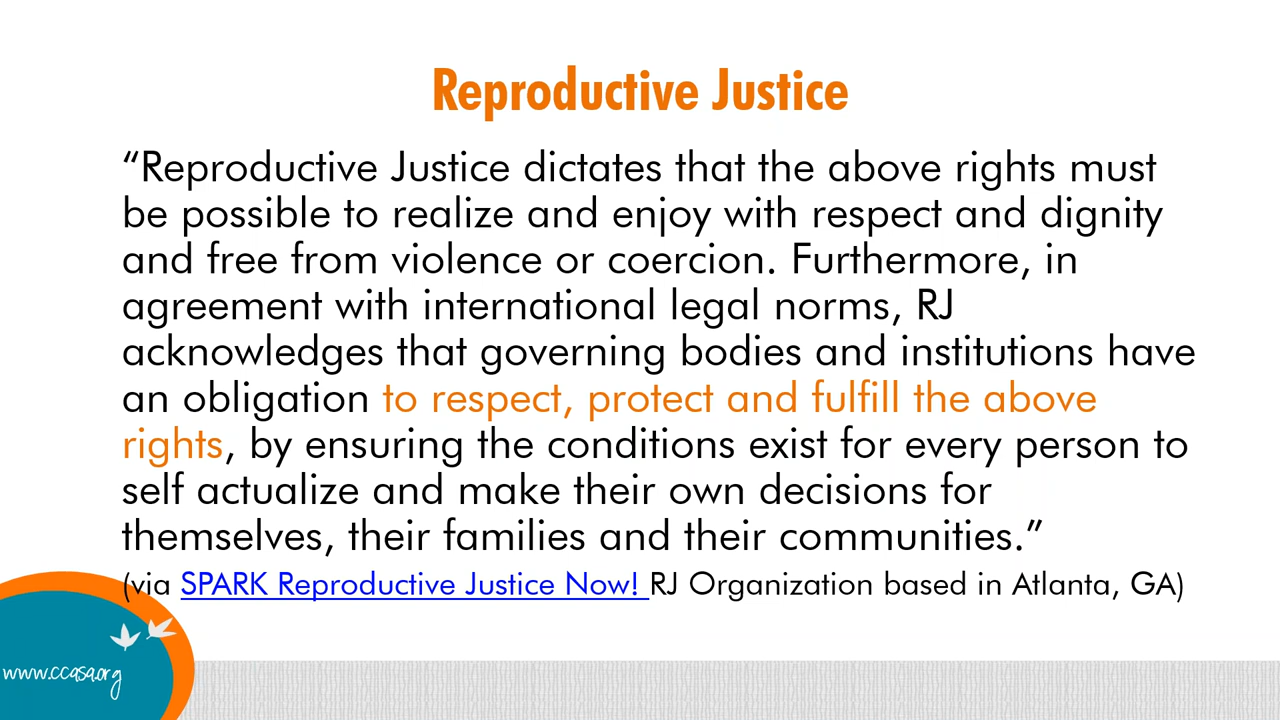 Reproductive Justice
“Reproductive Justice dictates that the above rights must
be possible to realize and enjoy with respect and dignity
and free from violence or coercion. Furthermore, in
agreement with international legal norms, RJ
acknowledges that governing bodies and institutions have
an obligation to respect, protect and fulfill the above
rights, by ensuring the conditions exist for every person to
self actualize and make their own decisions for
themselves, their families and their communities.”
(via SPARK Reproductive Justice Now! RJ Organization based in Atlanta, GA)
www.ccasa.org